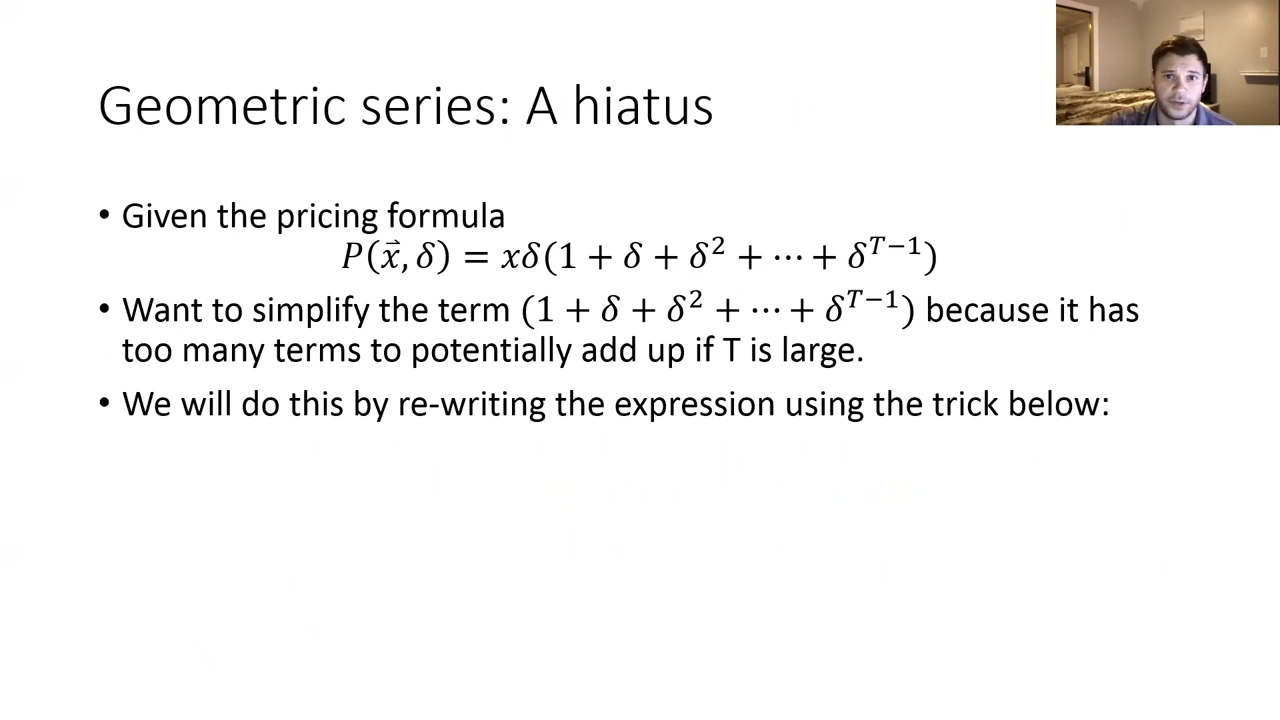 Geometric series: A hiatus
• Given the pricing formula
𝑃(𝑥⃗, 𝛿) = 𝑥𝛿(1 + 𝛿 + 𝛿² + ⋯ + 𝛿ᵀ⁻¹)
• Want to simplify the term (1 + 𝛿 + 𝛿² + ⋯ + 𝛿ᵀ⁻¹) because it has
too many terms to potentially add up if T is large.
• We will do this by re-writing the expression using the trick below: